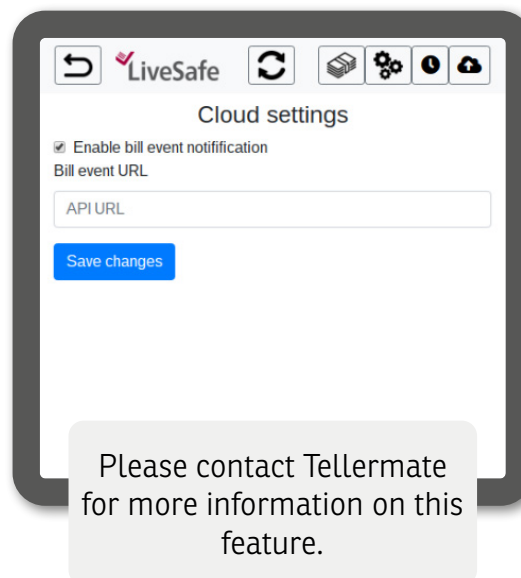 LiveSafe
Cloud settings
Enable bill event notifification
Bill event URL
API URL
Save changes
Please contact Tellermate
for more information on this
feature.